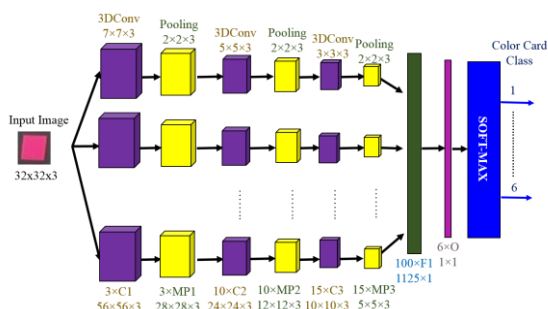 3DConv
7×7×3
Pooling
2×2×3
3DConv
5×5×3
Pooling
2×2×3
3DConv
3×3×3
Pooling
2×2×3
Color Card
Class
Input Image
32x32x3
1
6
SOFT-MAX
3×C1
56×56×3
3×MP1
28×28×3
10×C2
24×24×3
10×MP2
12×12×3
15×C3
10×10×3
15×MP3
5×5×3
100×F1
1125×1
6×O
1×1